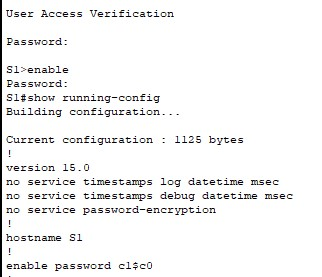 User Access Verification
Password:
S1>enable
Password:
S1#show running-config
Building configuration...
Current configuration : 1125 bytes
!
version 15.0
no service timestamps log datetime msec
no service timestamps debug datetime msec
no service password-encryption
!
hostname S1
!
enable password c1$c0
!